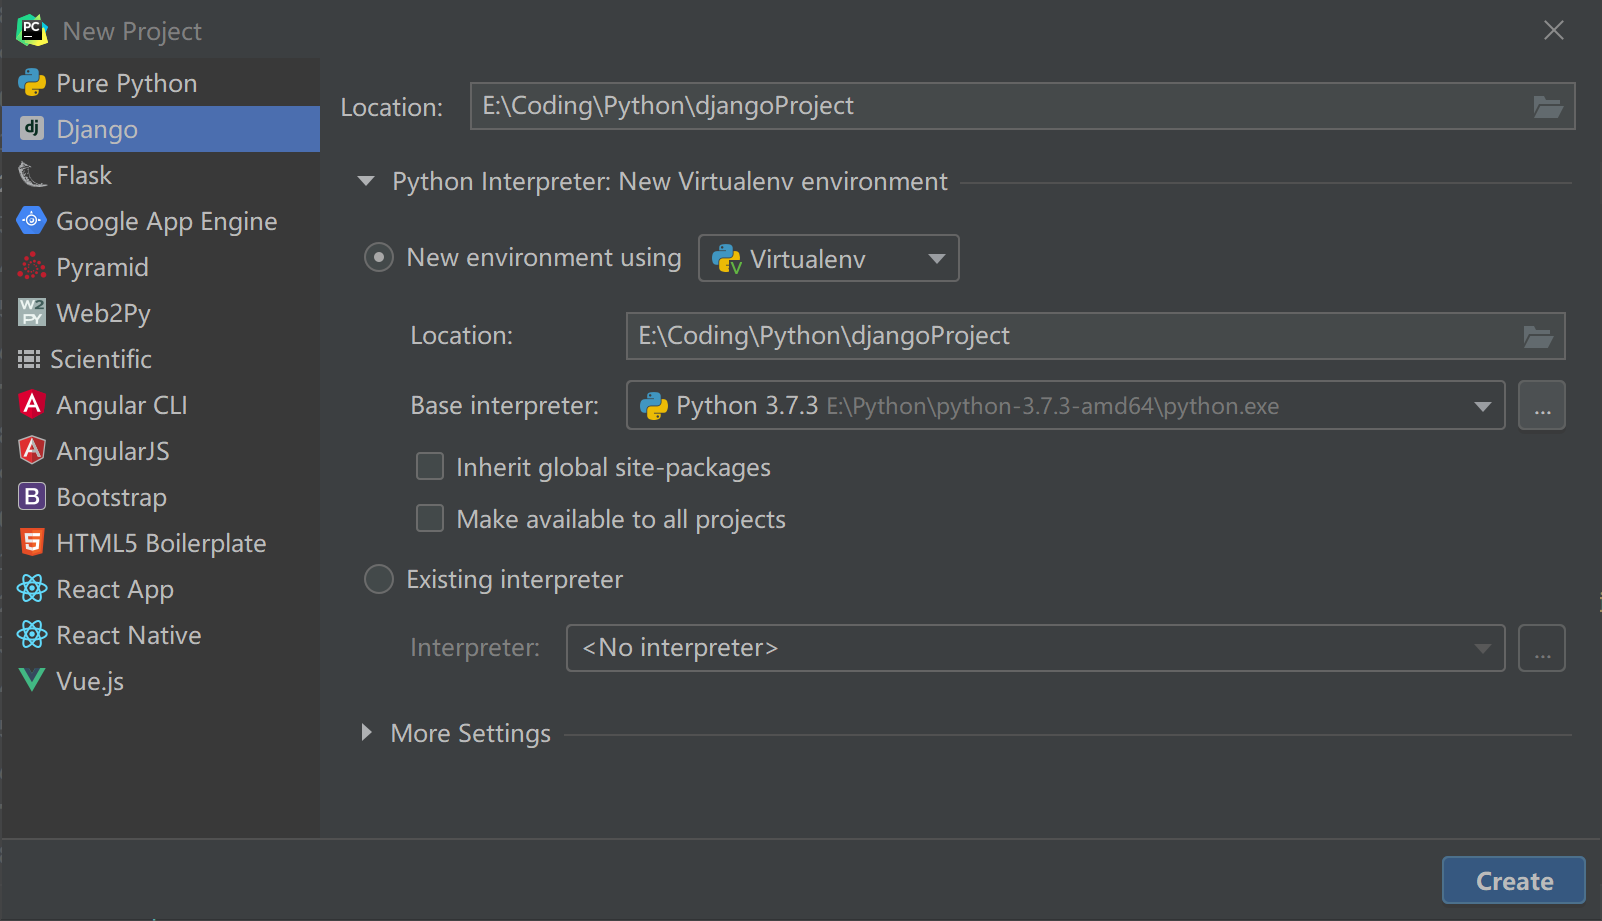 New Project
Pure Python
Django
Flask
Google App Engine
Pyramid
Web2Py
Scientific
Angular CLI
AngularJS
Bootstrap
HTML5 Boilerplate
React App
React Native
Vue.js
Location: E:\Coding\Python\djangoProject
Python Interpreter: New Virtualenv environment
New environment using Virtualenv
Location: E:\Coding\Python\djangoProject
Base interpreter: Python 3.7.3 E:\Python\python-3.7.3-amd64\python.exe ...
Inherit global site-packages
Make available to all projects
Existing interpreter
Interpreter: <No interpreter> ...
More Settings
Create